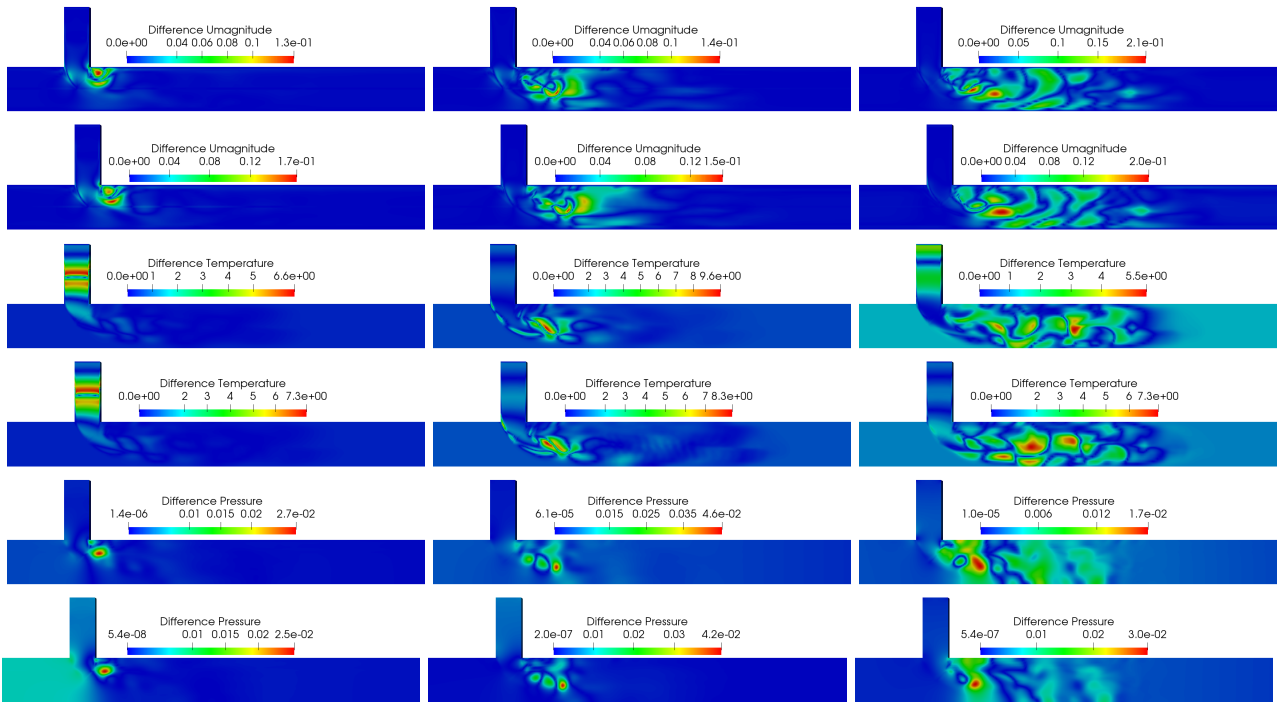 Difference Umagnitude
0.0e+00 0.04 0.06 0.08 0.1 1.3e-01
Difference Umagnitude
0.0e+00 0.04 0.06 0.08 0.1 1.4e-01
Difference Umagnitude
0.0e+00 0.05 0.1 0.15 2.1e-01
Difference Umagnitude
0.0e+00 0.04 0.08 0.12 1.7e-01
Difference Umagnitude
0.0e+00 0.04 0.08 0.12 1.5e-01
Difference Umagnitude
0.0e+00 0.04 0.08 0.12 2.0e-01
Difference Temperature
0.0e+00 1 2 3 4 5 6.6e+00
Difference Temperature
0.0e+00 2 3 4 5 6 7 8 9.6e+00
Difference Temperature
0.0e+00 1 2 3 4 5.5e+00
Difference Temperature
0.0e+00 2 3 4 5 6 7.3e+00
Difference Temperature
0.0e+00 2 3 4 5 6 7 8.3e+00
Difference Temperature
0.0e+00 2 3 4 5 6 7.3e+00
Difference Pressure
1.4e-06 0.01 0.015 0.02 2.7e-02
Difference Pressure
6.1e-05 0.015 0.025 0.035 4.6e-02
Difference Pressure
1.0e-05 0.006 0.012 1.7e-02
Difference Pressure
5.4e-08 0.01 0.015 0.02 2.5e-02
Difference Pressure
2.0e-07 0.01 0.02 0.03 4.2e-02
Difference Pressure
5.4e-07 0.01 0.02 3.0e-02